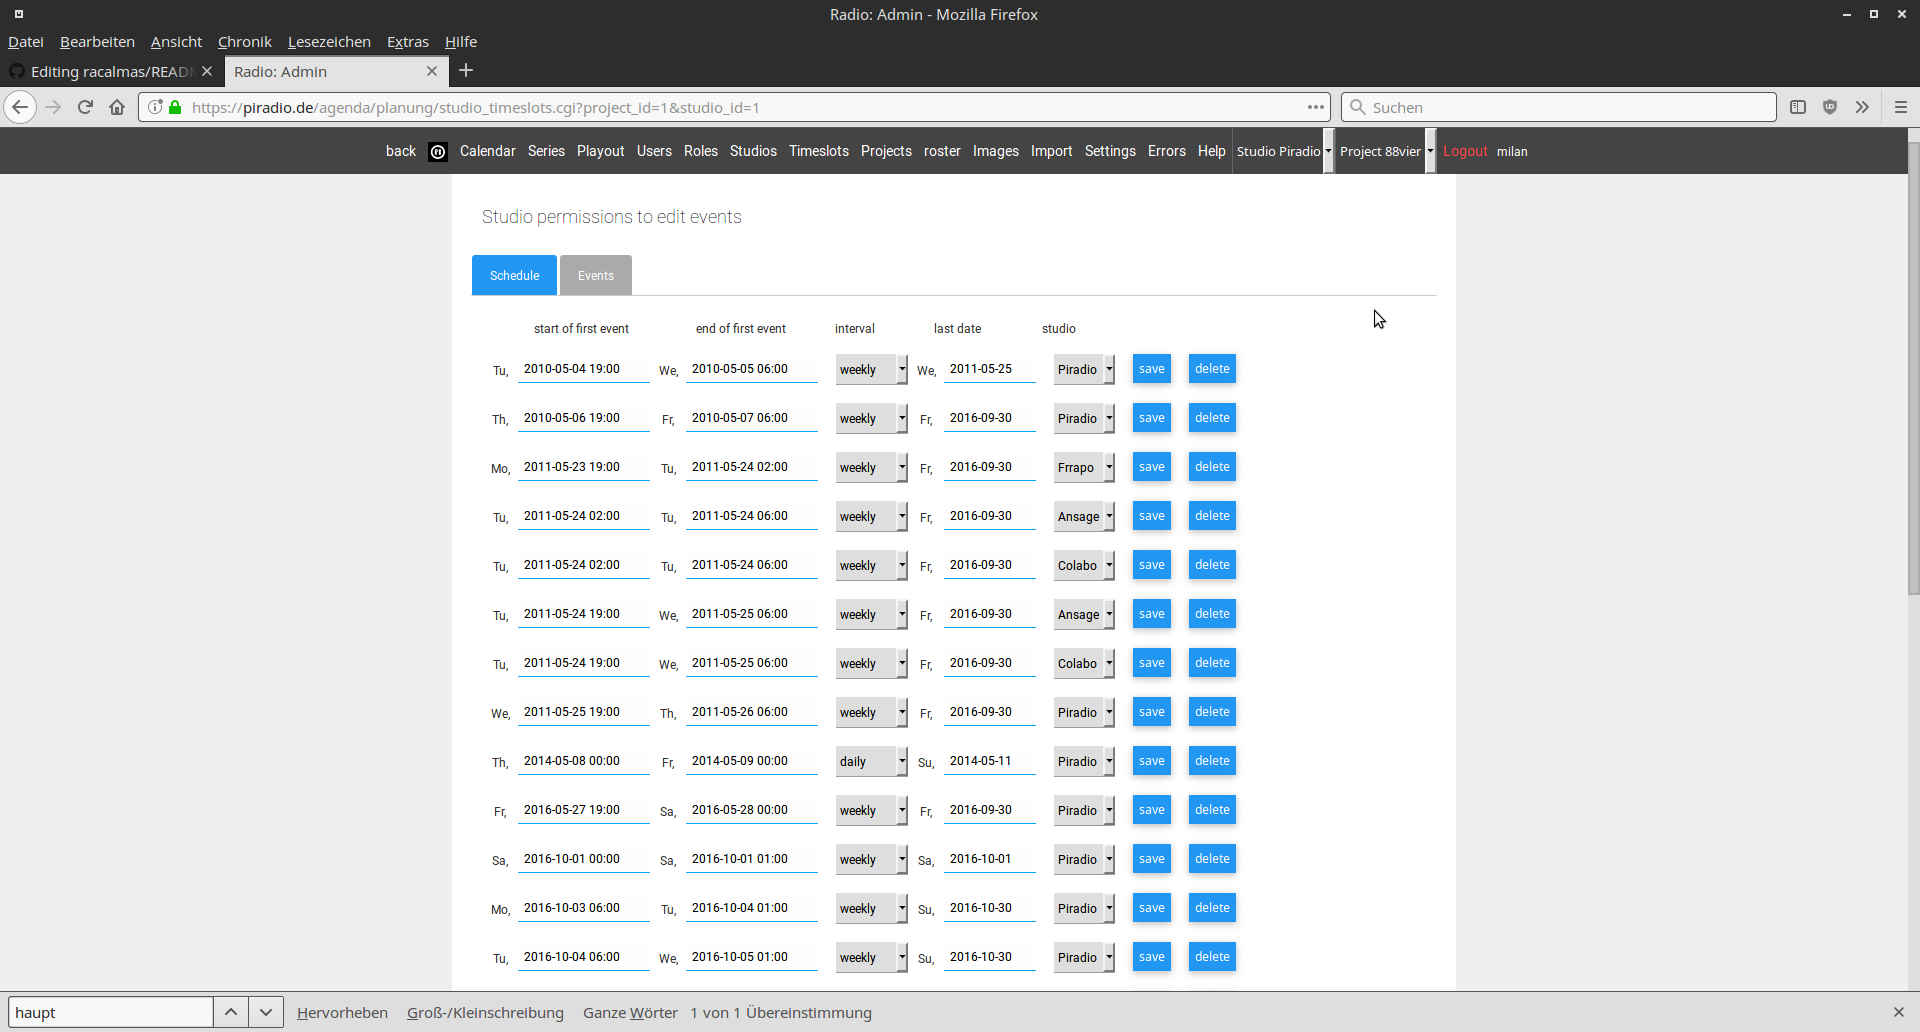 Radio: Admin - Mozilla Firefox
Datei Bearbeiten Ansicht Chronik Lesezeichen Extras Hilfe
Editing racalmas/READ Radio: Admin
https://piradio.de/agenda/planung/studio_timeslots.cgi?project_id=1&studio_id=1 Suchen
back Calendar Series Playout Users Roles Studios Timeslots Projects roster Images Import Settings Errors Help Studio Piradio Project 88vier Logout milan
Studio permissions to edit events
Schedule Events
start of first event end of first event interval last date studio
Tu, 2010-05-04 19:00 We, 2010-05-05 06:00 weekly We, 2011-05-25 Piradio save delete
Th, 2010-05-06 19:00 Fr, 2010-05-07 06:00 weekly Fr, 2016-09-30 Piradio save delete
Mo, 2011-05-23 19:00 Tu, 2011-05-24 02:00 weekly Fr, 2016-09-30 Frrapo save delete
Tu, 2011-05-24 02:00 Tu, 2011-05-24 06:00 weekly Fr, 2016-09-30 Ansage save delete
Tu, 2011-05-24 02:00 Tu, 2011-05-24 06:00 weekly Fr, 2016-09-30 Colabo save delete
Tu, 2011-05-24 19:00 We, 2011-05-25 06:00 weekly Fr, 2016-09-30 Ansage save delete
Tu, 2011-05-24 19:00 We, 2011-05-25 06:00 weekly Fr, 2016-09-30 Colabo save delete
We, 2011-05-25 19:00 Th, 2011-05-26 06:00 weekly Fr, 2016-09-30 Piradio save delete
Th, 2014-05-08 00:00 Fr, 2014-05-09 00:00 daily Su, 2014-05-11 Piradio save delete
Fr, 2016-05-27 19:00 Sa, 2016-05-28 00:00 weekly Fr, 2016-09-30 Piradio save delete
Sa, 2016-10-01 00:00 Sa, 2016-10-01 01:00 weekly Sa, 2016-10-01 Piradio save delete
Mo, 2016-10-03 06:00 Tu, 2016-10-04 01:00 weekly Su, 2016-10-30 Piradio save delete
Tu, 2016-10-04 06:00 We, 2016-10-05 01:00 weekly Su, 2016-10-30 Piradio save delete
haupt Hervorheben Groß-/Kleinschreibung Ganze Wörter 1 von 1 Übereinstimmung